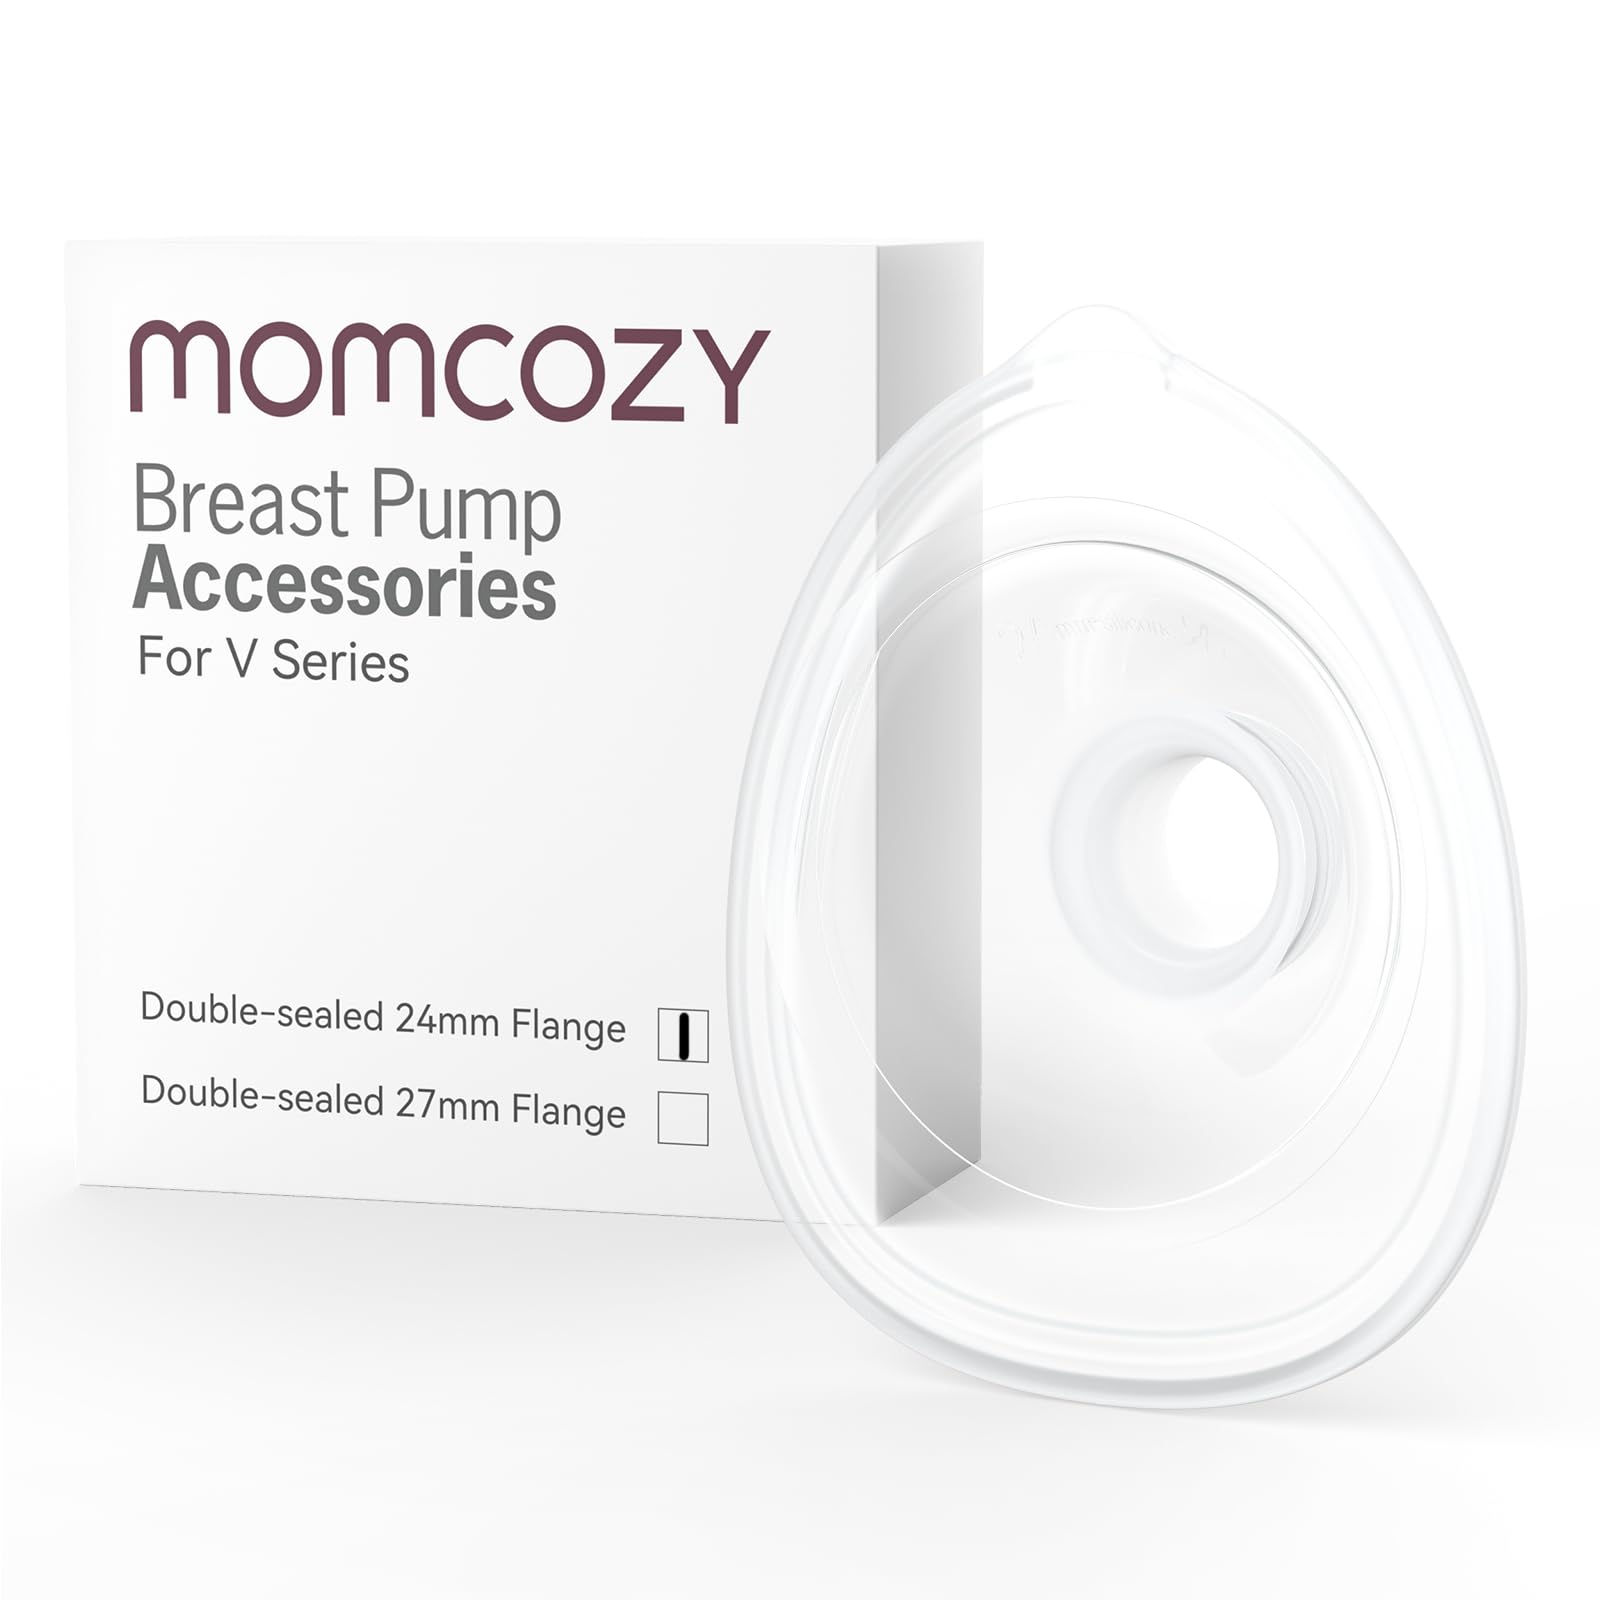 momcozy
Breast Pump
Accessories
For V Series
Double-sealed 24mm Flange
Double-sealed 27mm Flange